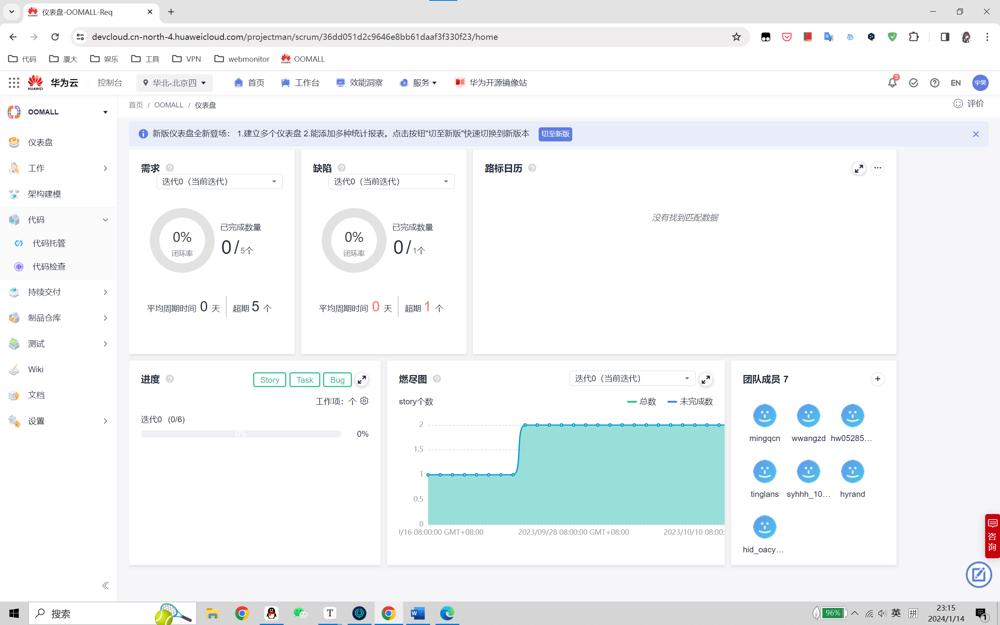 仪表盘-OOMALL-Req
devcloud.cn-north-4.huaweicloud.com/projectman/scrum/36dd051d2c9646e8bb61daaf3f330f23/home
代码
厦大
娱乐
工具
VPN
webmonitor
OOMALL
HUAWEI
华为云
控制台
华北-北京四
首页
工作台
效能洞察
服务
华为开源镜像站
3
EN
宇昊
OOMALL
首页 / OOMALL / 仪表盘
评价
仪表盘
工作
架构建模
代码
代码托管
代码检查
持续交付
制品仓库
测试
Wiki
文档
设置
新版仪表盘全新登场： 1.建立多个仪表盘 2.能添加多种统计报表。点击按钮"切至新版"快速切换到新版本
切至新版
需求
迭代0（当前迭代）
0%
闭环率
已完成数量
0/5个
平均周期时间 0 天
超期 5 个
缺陷
迭代0（当前迭代）
0%
闭环率
已完成数量
0/1个
平均周期时间 0 天
超期 1 个
路标日历
没有找到匹配数据
进度
Story
Task
Bug
工作项：个
迭代0 (0/6)
0%
0%
燃尽图
迭代0（当前迭代）
story个数
总数
未完成数
2
1.5
1
0.5
0
9/16 08:00:00 GMT+08:00
2023/09/28 08:00:00 GMT+08:00
2023/10/10 08:00:
团队成员 7
mingqcn
wwangzd
hw05285...
tinglans
syhhh_10...
hyrand
hid_oacy...
咨询
搜索
96%
英
拼
23:15
2024/1/14
1